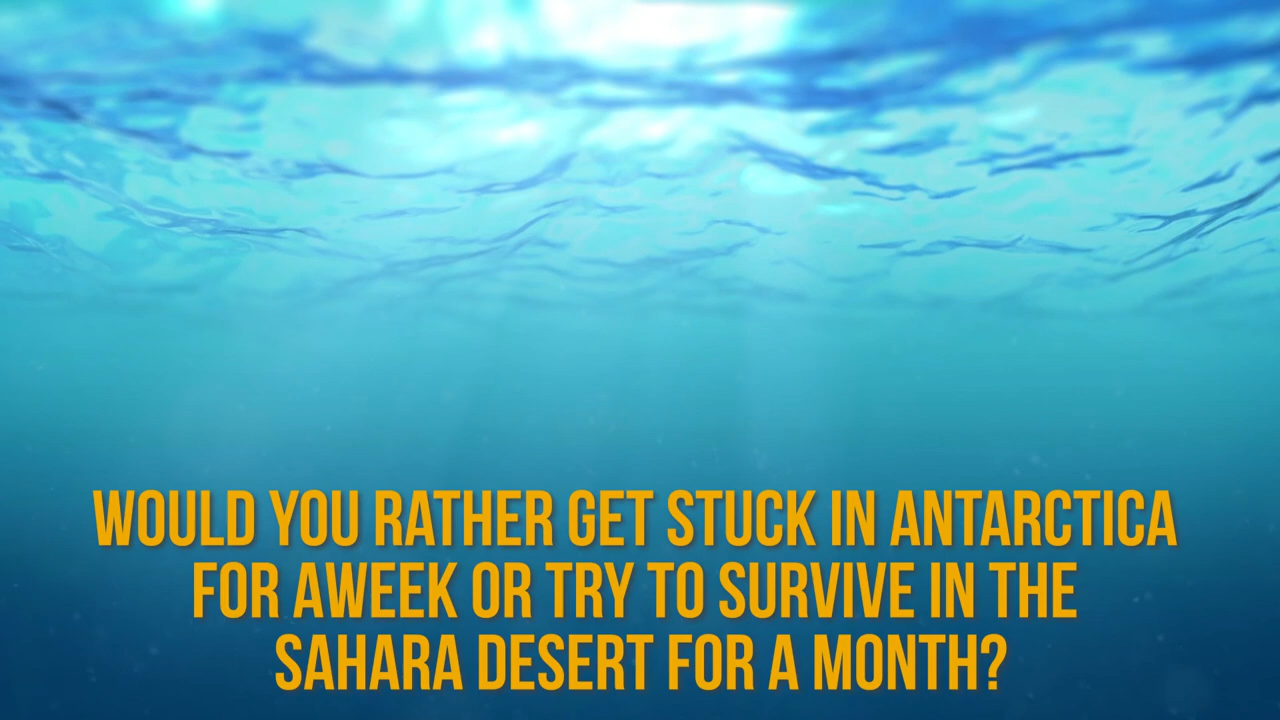 WOULD YOU RATHER GET STUCK IN ANTARCTICA
FOR AWEEK OR TRY TO SURVIVE IN THE
SAHARA DESERT FOR A MONTH?